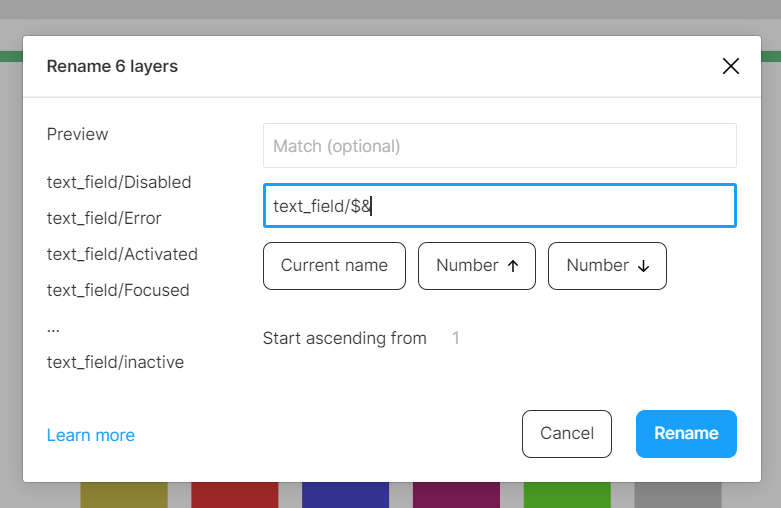 Rename 6 layers
Preview
Match (optional)
text_field/Disabled
text_field/$&
text_field/Error
text_field/Activated
Current name
Number ↑
Number ↓
text_field/Focused
...
Start ascending from 1
text_field/inactive
Learn more
Cancel
Rename